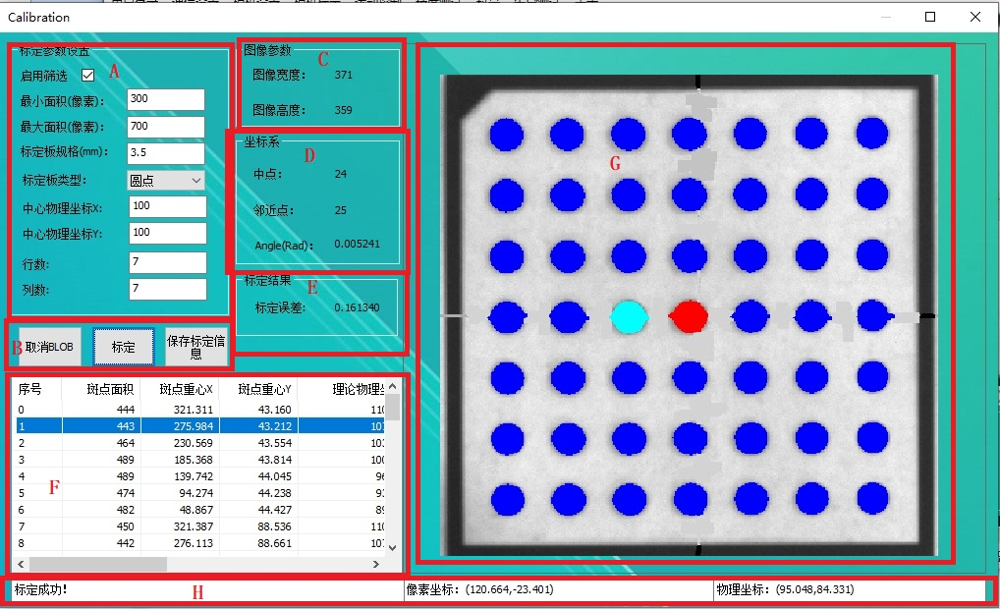 Calibration
标定参数设置
启用筛选
A
最小面积(像素): 300
最大面积(像素): 700
标定板规格(mm): 3.5
标定板类型: 圆点
中心物理坐标X: 100
中心物理坐标Y: 100
行数: 7
列数: 7
图像参数
C
图像宽度: 371
图像高度: 359
坐标系
D
中点: 24
邻近点: 25
Angle(Rad): 0.005241
标定结果
E
标定误差: 0.161340
G
B
取消BLOB
标定
保存标定信
息
序号 斑点面积 斑点重心X 斑点重心Y
0 444 321.311 43.160 110
1 443 275.984 43.212 107
2 464 230.569 43.554 103
3 489 185.368 43.814 100
4 489 139.742 44.045 96
5 474 94.274 44.238 93
6 482 48.867 44.427 89
7 450 321.387 88.536 110
8 442 276.113 88.661 107
F
标定成功!
H
像素坐标: (120.664,-23.401)
物理坐标: (95.048,84.331)